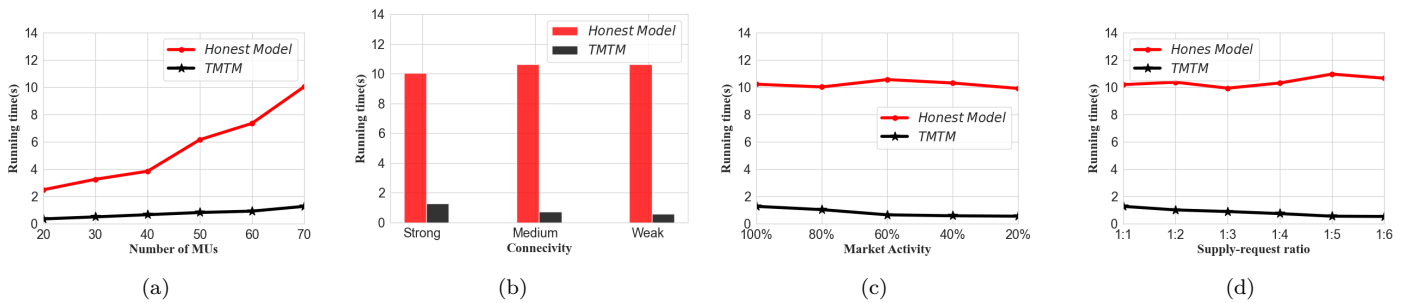 14
12
10
8
6
4
2
0
Running time(s)
Honest Model
TMTM
20 30 40 50 60 70
Number of MUs
(a)
14
12
10
8
6
4
2
0
Running time(s)
Honest Model
TMTM
Strong Medium Weak
Connecivity
(b)
14
12
10
8
6
4
2
0
Running time(s)
Honest Model
TMTM
100% 80% 60% 40% 20%
Market Activity
(c)
14
12
10
8
6
4
2
0
Running time(s)
Hones Model
TMTM
1:1 1:2 1:3 1:4 1:5 1:6
Supply-request ratio
(d)